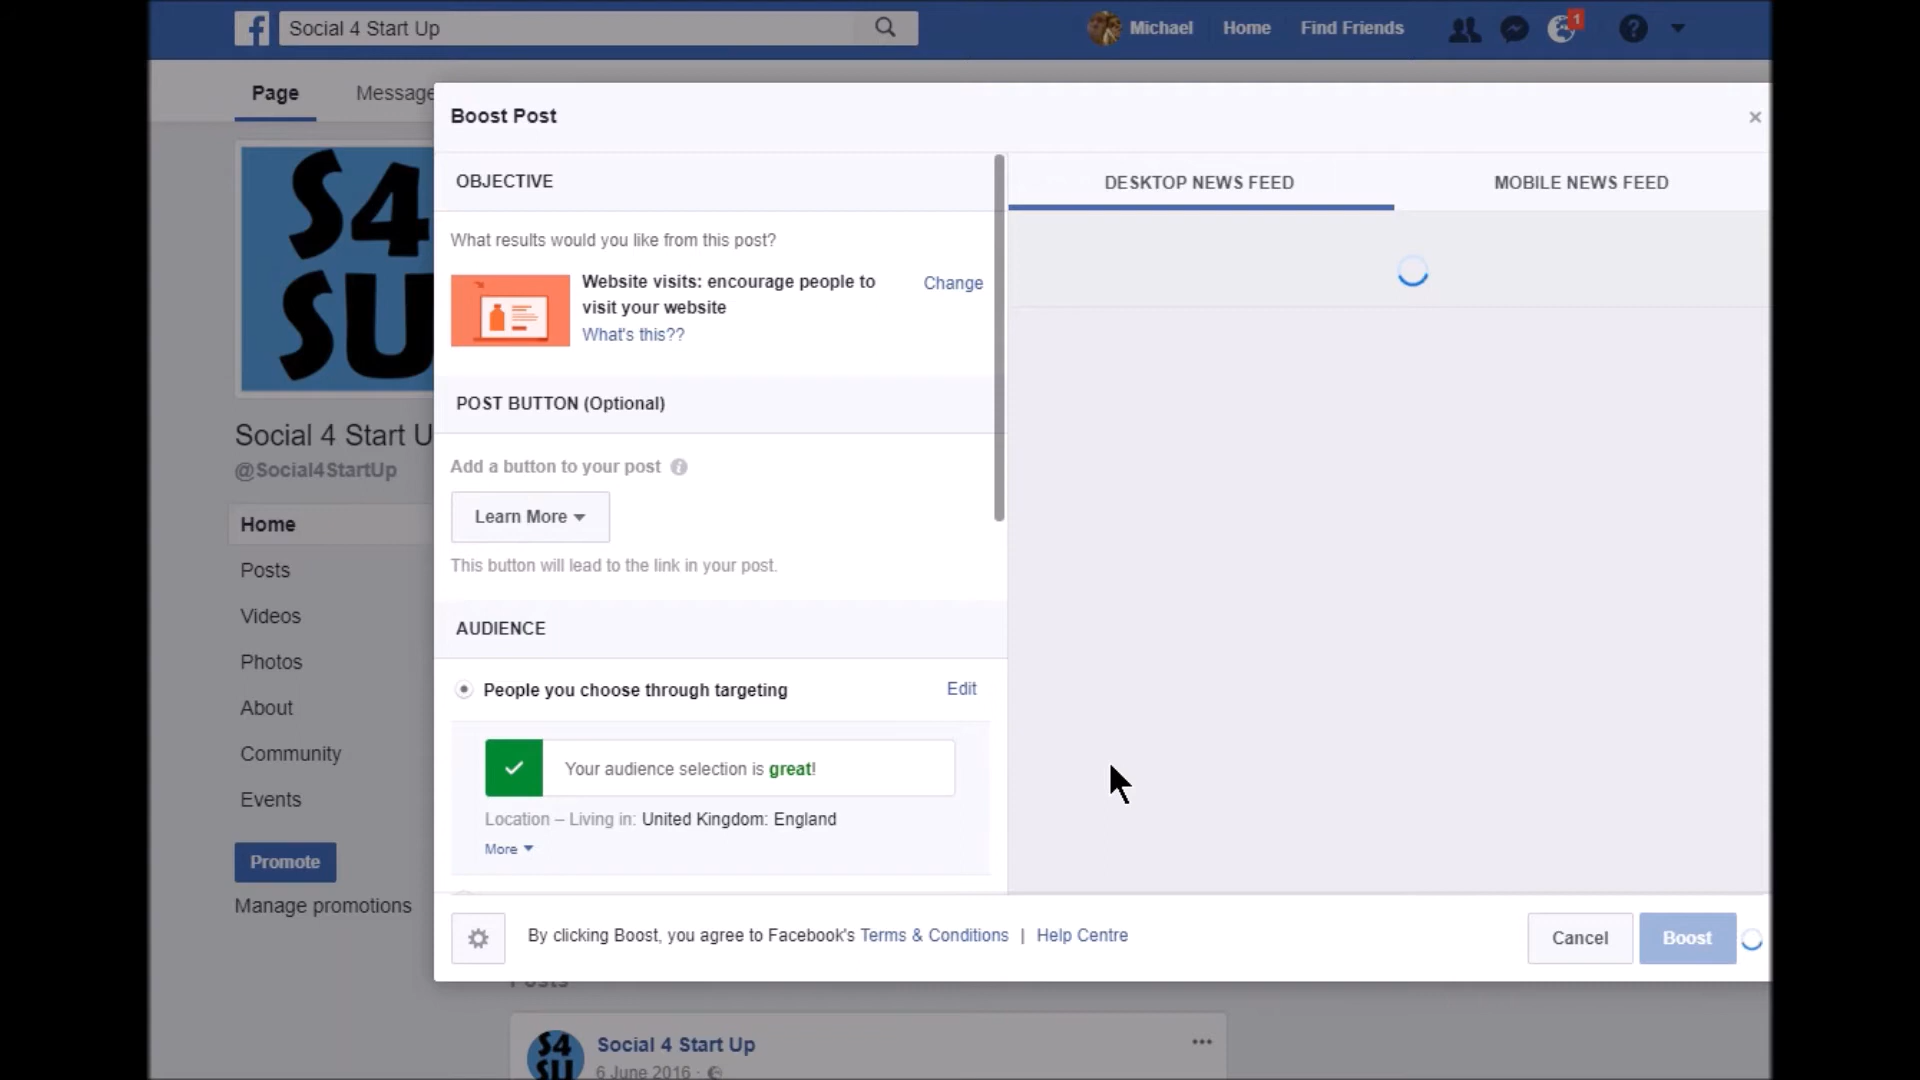 Social 4 Start Up
Michael
Home
Find Friends
1
?
Page
Message
Boost Post
×
OBJECTIVE
DESKTOP NEWS FEED
MOBILE NEWS FEED
What results would you like from this post?
Website visits: encourage people to
visit your website
Change
What's this??
S4
SU
POST BUTTON (Optional)
Social 4 Start U
@Social4StartUp
Add a button to your post
Learn More
This button will lead to the link in your post.
Home
Posts
Videos
Photos
About
Community
Events
Promote
Manage promotions
AUDIENCE
People you choose through targeting
Edit
Your audience selection is great!
Location – Living in: United Kingdom: England
More
By clicking Boost, you agree to Facebook's Terms & Conditions | Help Centre
Cancel
Boost
Posts
S4
SU
Social 4 Start Up
6 June 2016 ·